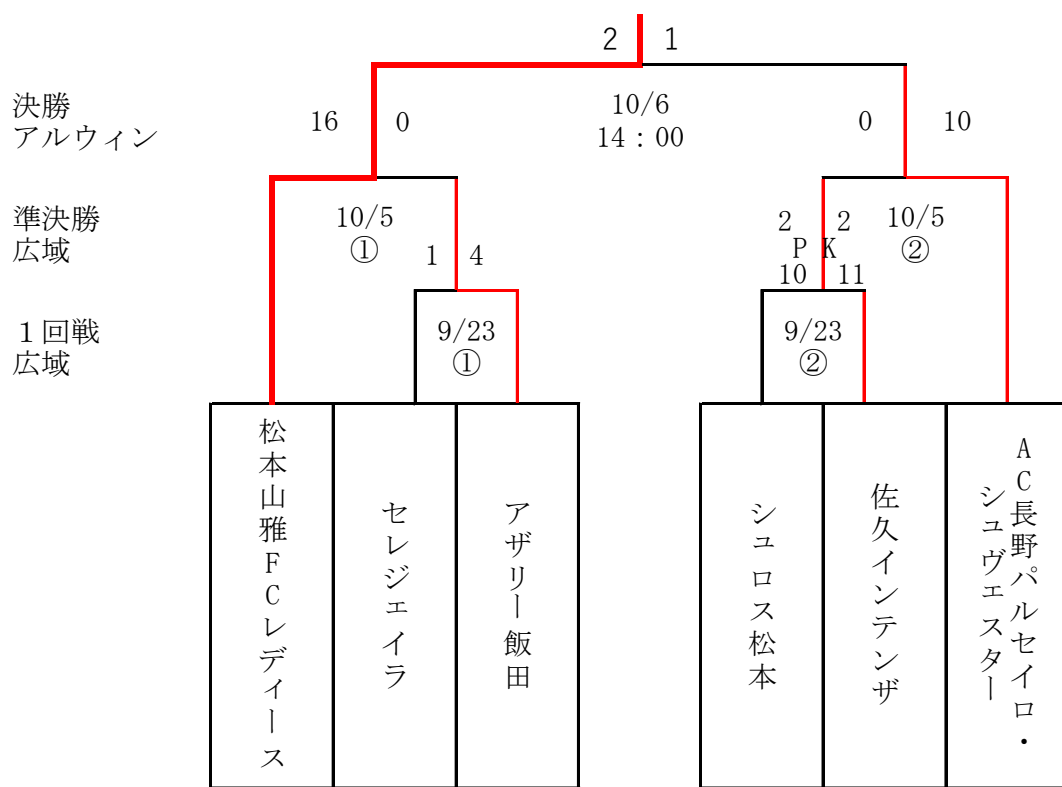 2 1
決勝
アルウィン
16 0
10/6
14:00
0 10
準決勝
広域
10/5
①
1 4
2 2
P K
10 11
10/5
②
1回戦
広域
9/23
①
9/23
②
松本山雅FCレディース
セレジェイラ
アザリー飯田
シュロス松本
佐久インテンザ
AC長野パルセイロ・
シュヴェスター